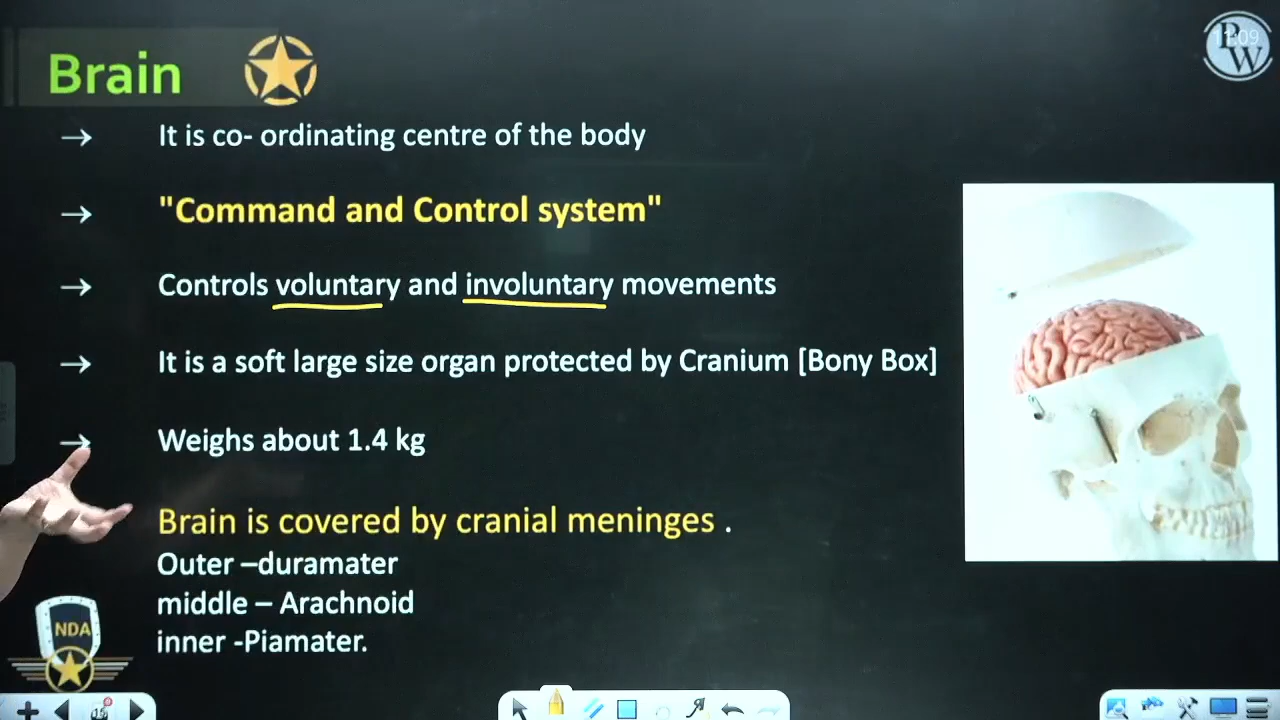 Brain
11:09
PW
→ It is co- ordinating centre of the body
→ "Command and Control system"
→ Controls voluntary and involuntary movements
→ It is a soft large size organ protected by Cranium [Bony Box]
→ Weighs about 1.4 kg
Brain is covered by cranial meninges .
Outer –duramater
middle – Arachnoid
inner -Piamater.
NDA